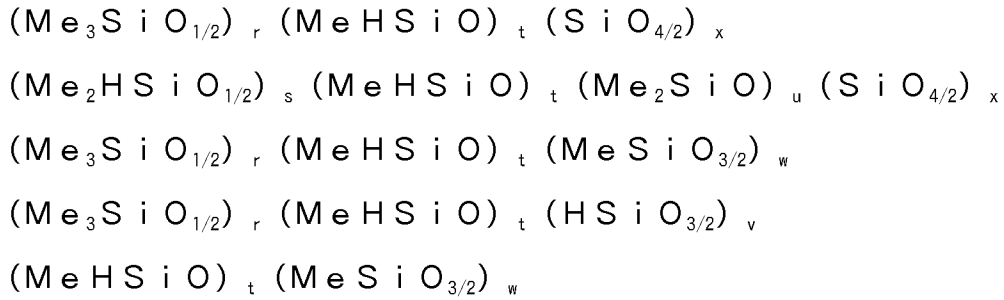 (Me₃SiO₁/₂)ᵣ(MeHSiO)ₜ(SiO₄/₂)ₓ
(Me₂HSiO₁/₂)ₛ(MeHSiO)ₜ(Me₂SiO)ᵤ(SiO₄/₂)ₓ
(Me₃SiO₁/₂)ᵣ(MeHSiO)ₜ(MeSiO₃/₂)w
(Me₃SiO₁/₂)ᵣ(MeHSiO)ₜ(HSiO₃/₂)ᵥ
(MeHSiO)ₜ(MeSiO₃/₂)w